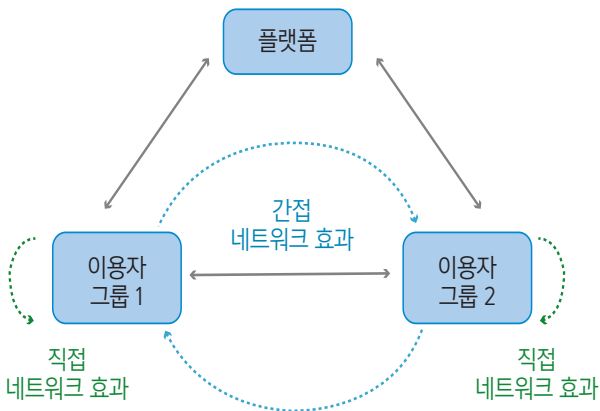 플랫폼
간접
네트워크 효과
이용자
그룹 1
이용자
그룹 2
직접
네트워크 효과
직접
네트워크 효과